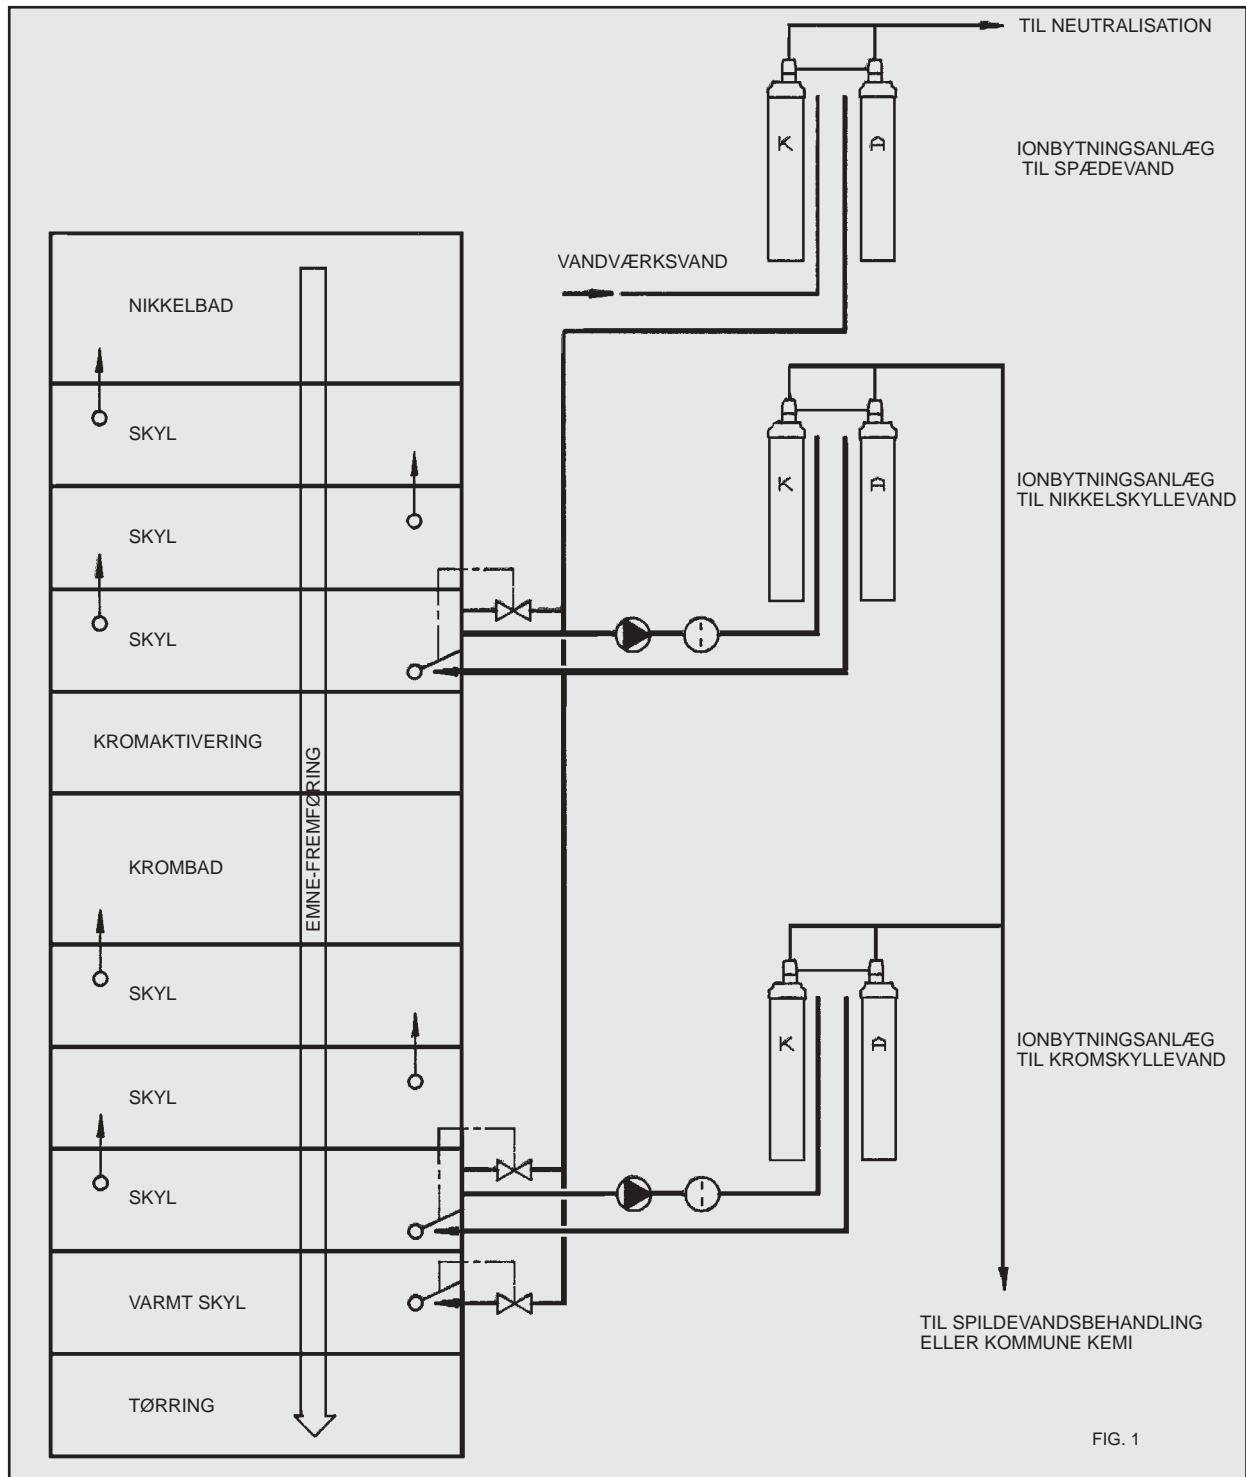 TIL NEUTRALISATION
K
A
IONBYTNINGSANLÆG
TIL SPÆDEVAND
VANDVÆRKSVAND
NIKKELBAD
SKYL
K
A
IONBYTNINGSANLÆG
TIL NIKKELSKYLLEVAND
SKYL
SKYL
KROMAKTIVERING
EMNE-FREMFØRING
KROMBAD
SKYL
K
A
IONBYTNINGSANLÆG
TIL KROMSKYLLEVAND
SKYL
SKYL
VARMT SKYL
TIL SPILDEVANDSBEHANDLING
ELLER KOMMUNE KEMI
TØRRING
FIG. 1